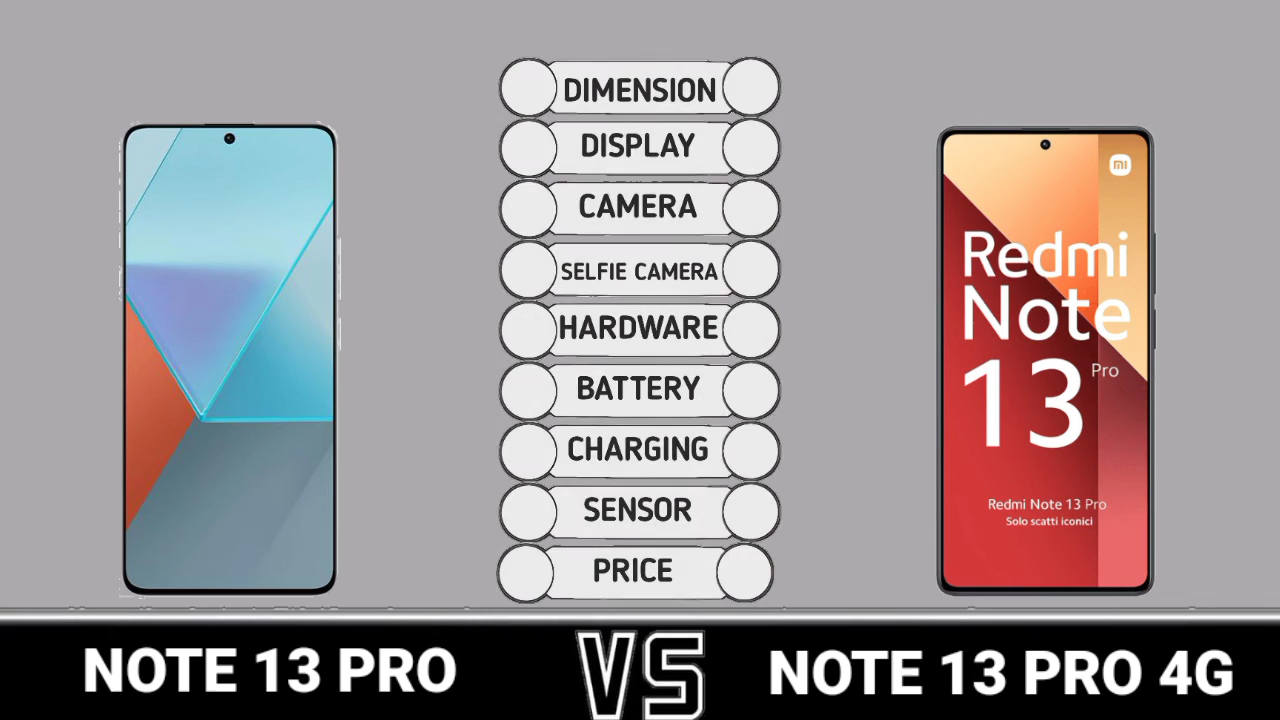 DIMENSION
DISPLAY
CAMERA
SELFIE CAMERA
HARDWARE
BATTERY
CHARGING
SENSOR
PRICE
mi
Redmi
Note
13 Pro
Redmi Note 13 Pro
Solo scatti iconici
NOTE 13 PRO
VS
NOTE 13 PRO 4G